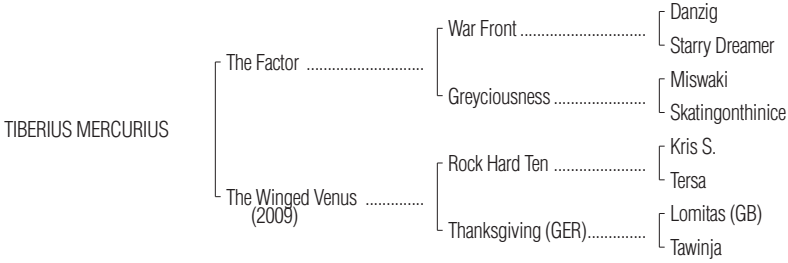 Danzig
War Front ..............................
Starry Dreamer
The Factor ............................
Miswaki
Greyciousness ......................
Skatingonthinice
TIBERIUS MERCURIUS
Kris S.
Rock Hard Ten ......................
Tersa
The Winged Venus ..............
(2009)
Lomitas (GB)
Thanksgiving (GER)..............
Tawinja